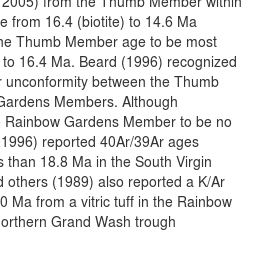 2005) from the Thumb Member within
e from 16.4 (biotite) to 14.6 Ma
he Thumb Member age to be most
to 16.4 Ma. Beard (1996) recognized
r unconformity between the Thumb
Gardens Members. Although
Rainbow Gardens Member to be no
(1996) reported 40Ar/39Ar ages
s than 18.8 Ma in the South Virgin
d others (1989) also reported a K/Ar
0 Ma from a vitric tuff in the Rainbow
orthern Grand Wash trough